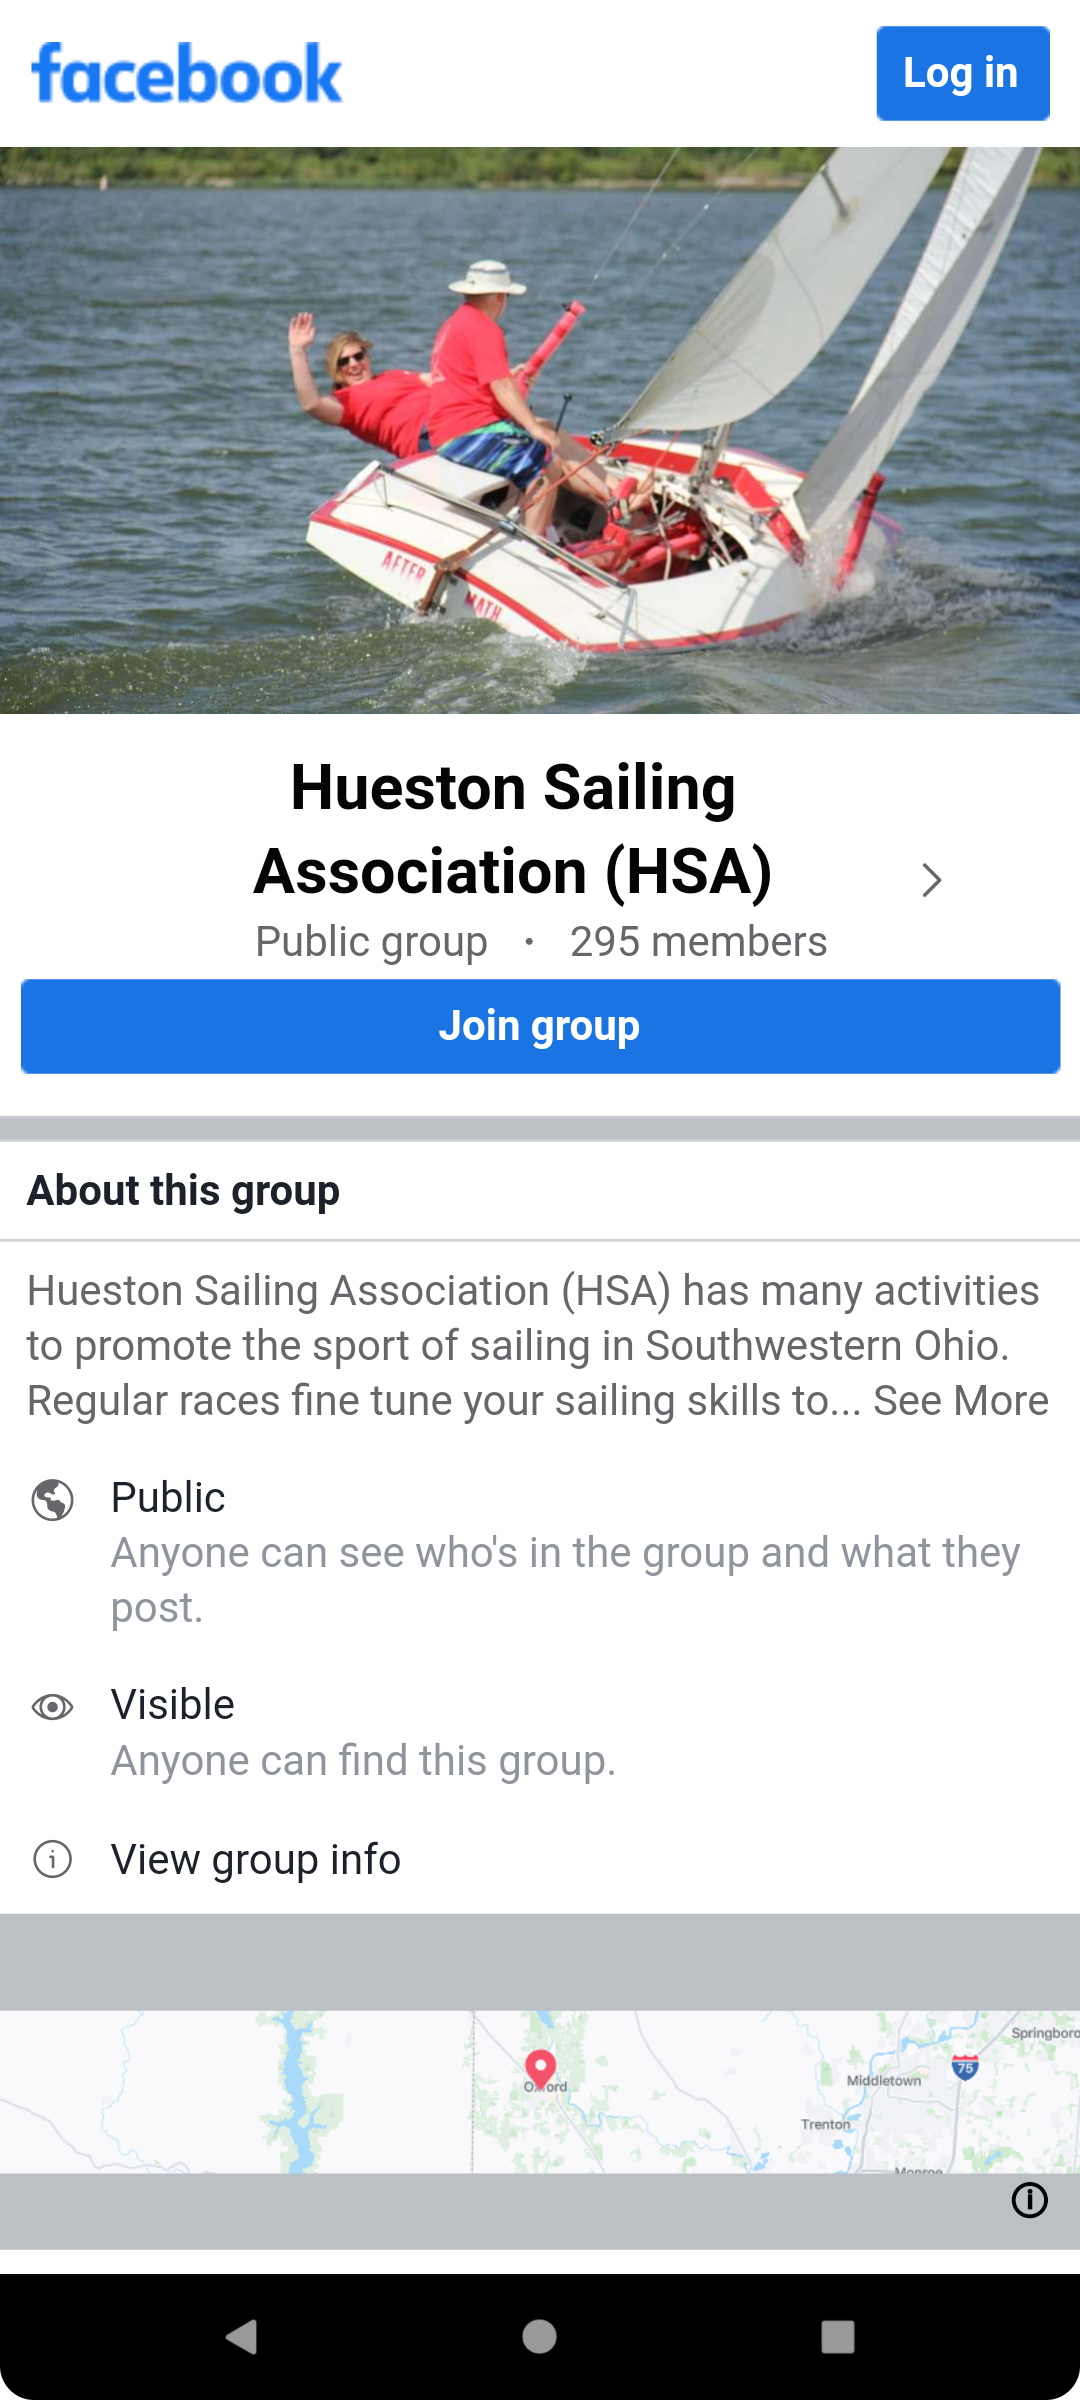 facebook
Log in
AFTER
MATH
Hueston Sailing
Association (HSA)
Public group • 295 members
Join group
About this group
Hueston Sailing Association (HSA) has many activities
to promote the sport of sailing in Southwestern Ohio.
Regular races fine tune your sailing skills to... See More
Public
Anyone can see who's in the group and what they
post.
Visible
Anyone can find this group.
View group info
Springboro
75
Middletown
Oxford
Trenton
Monroe